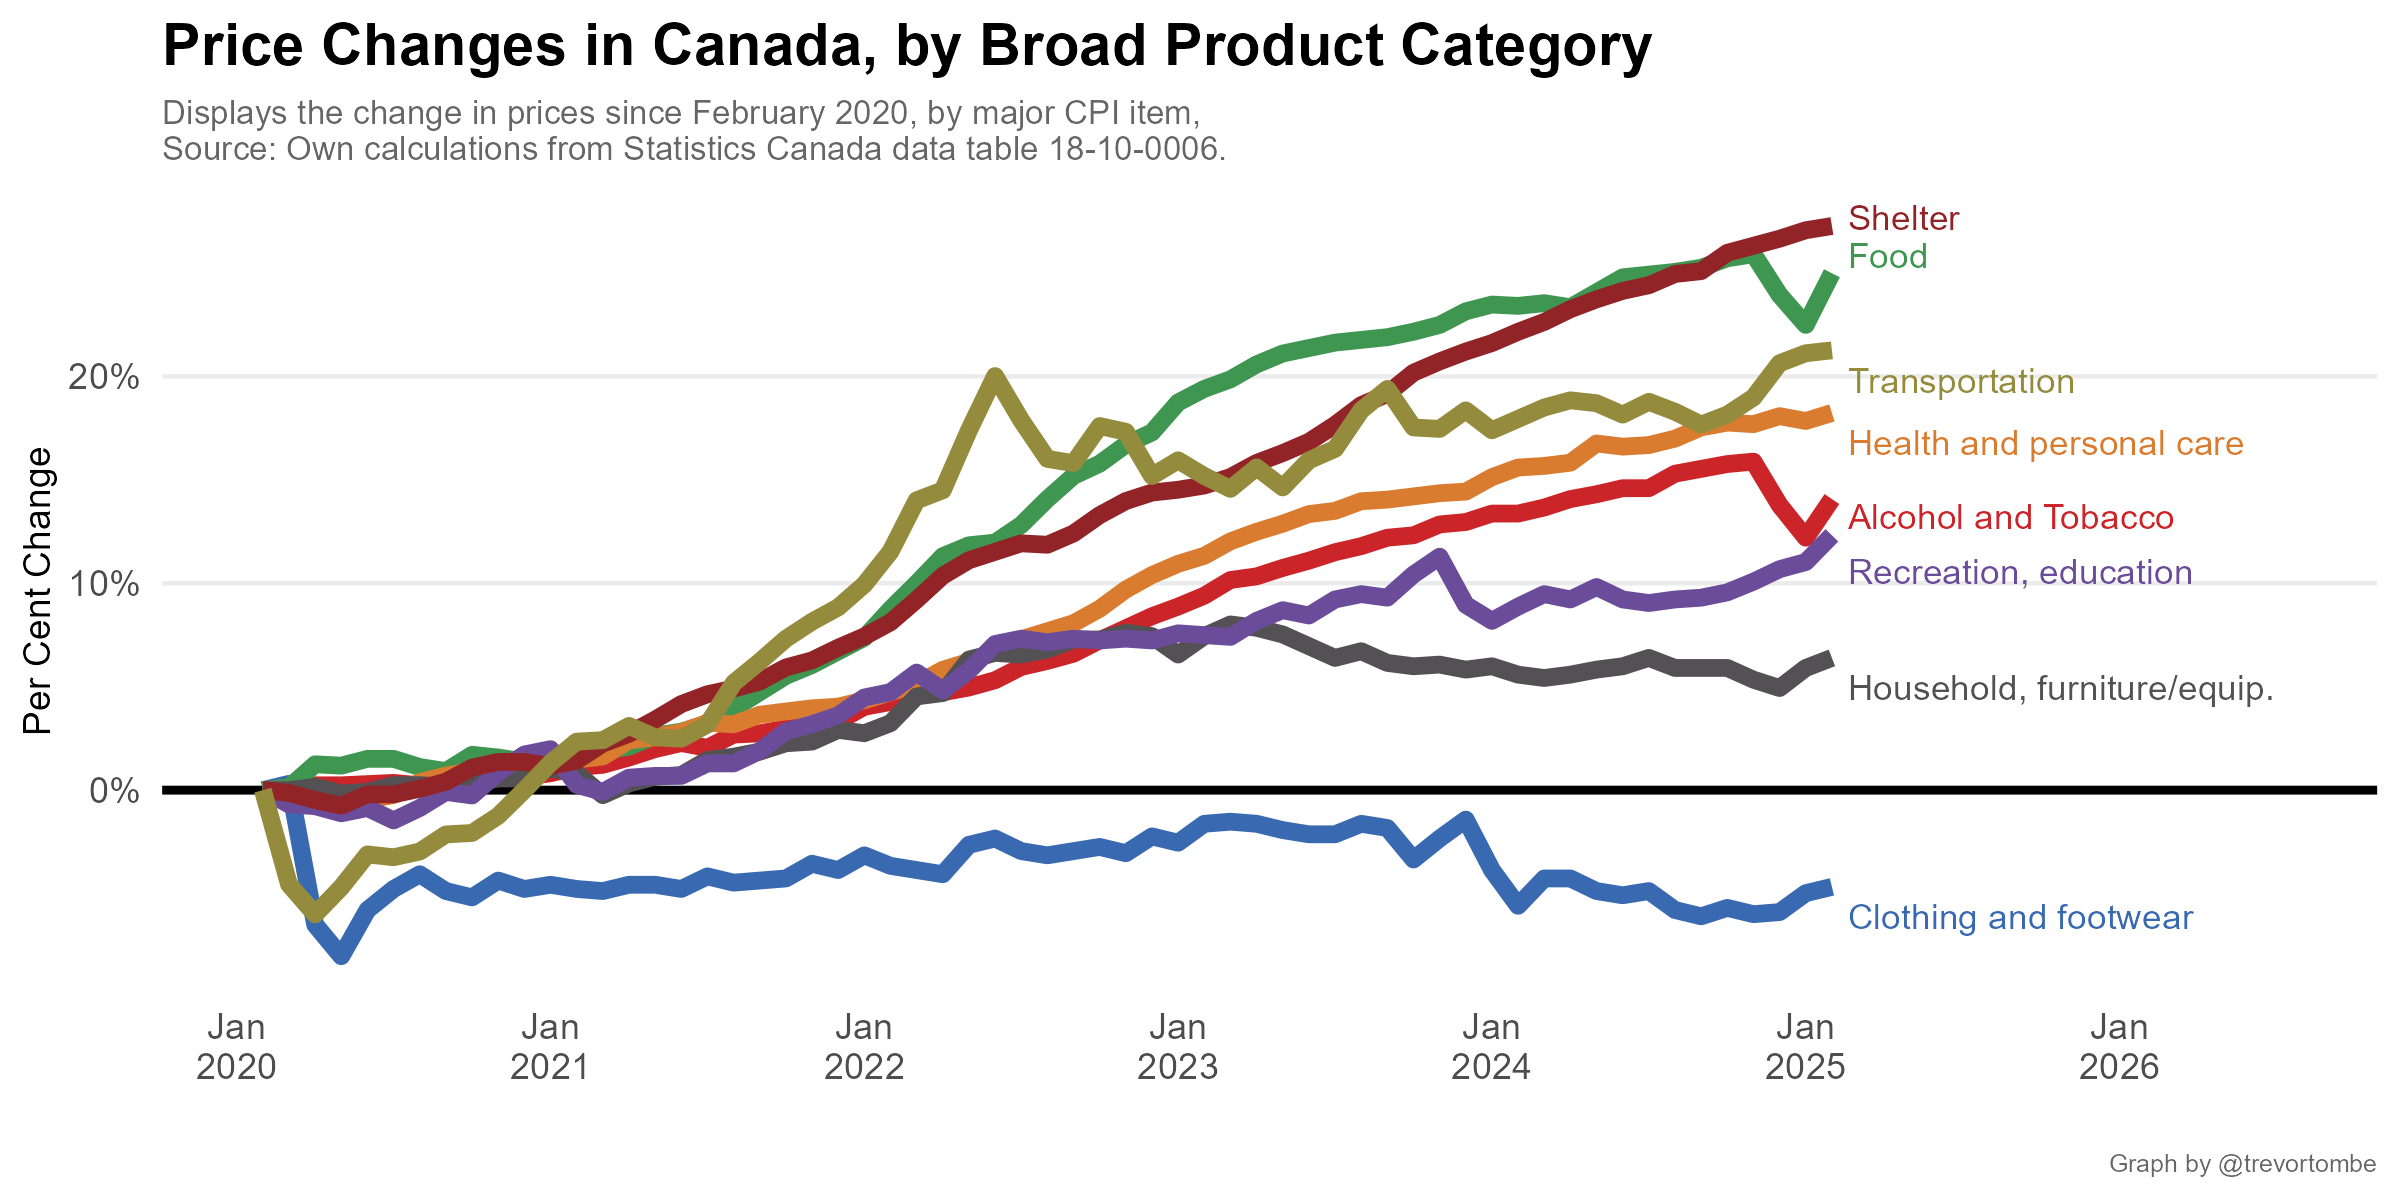 Price Changes in Canada, by Broad Product Category
Displays the change in prices since February 2020, by major CPI item,
Source: Own calculations from Statistics Canada data table 18-10-0006.
Per Cent Change
20%
10%
0%
Shelter
Food
Transportation
Health and personal care
Alcohol and Tobacco
Recreation, education
Household, furniture/equip.
Clothing and footwear
Jan
2020
Jan
2021
Jan
2022
Jan
2023
Jan
2024
Jan
2025
Jan
2026
Graph by @trevortombe